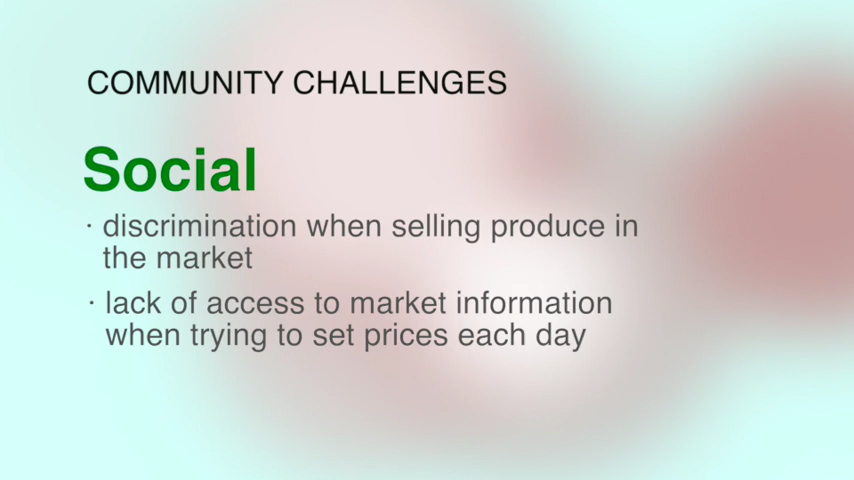 COMMUNITY CHALLENGES
Social
· discrimination when selling produce in
the market
· lack of access to market information
when trying to set prices each day